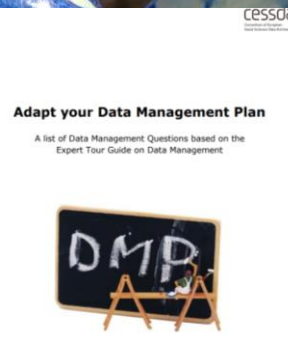 cessda
Adapt your Data Management Plan
A list of Data Management Questions based on the
Expert Tour Guide on Data Management
DMP